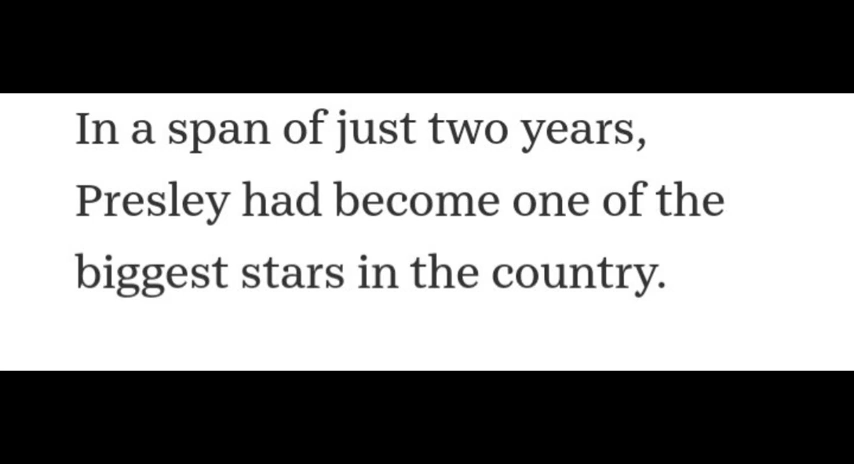 In a span of just two years,
Presley had become one of the
biggest stars in the country.